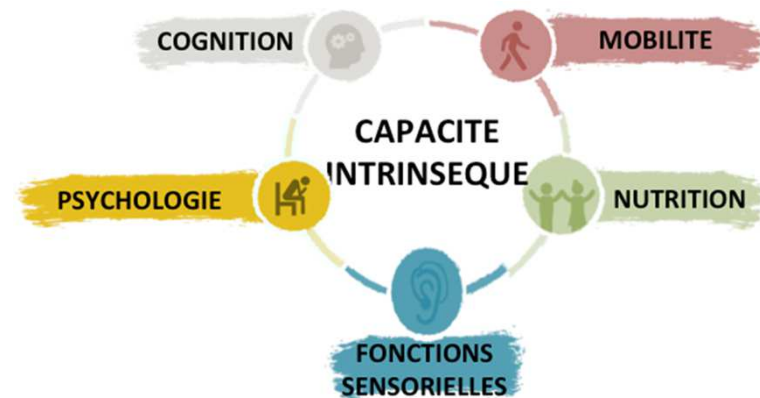 COGNITION
MOBILITE
CAPACITE
INTRINSEQUE
PSYCHOLOGIE
NUTRITION
FONCTIONS
SENSORIELLES